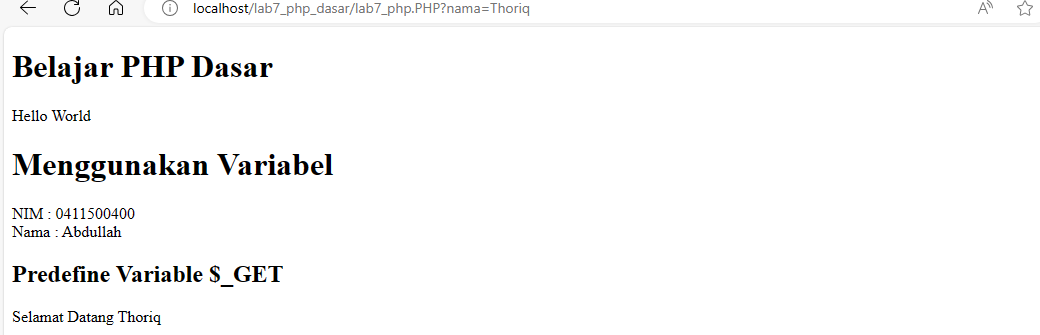 localhost/lab7_php_dasar/lab7_php.PHP?nama=Thoriq
Belajar PHP Dasar
Hello World
Menggunakan Variabel
NIM : 0411500400
Nama : Abdullah
Predefine Variable $_GET
Selamat Datang Thoriq